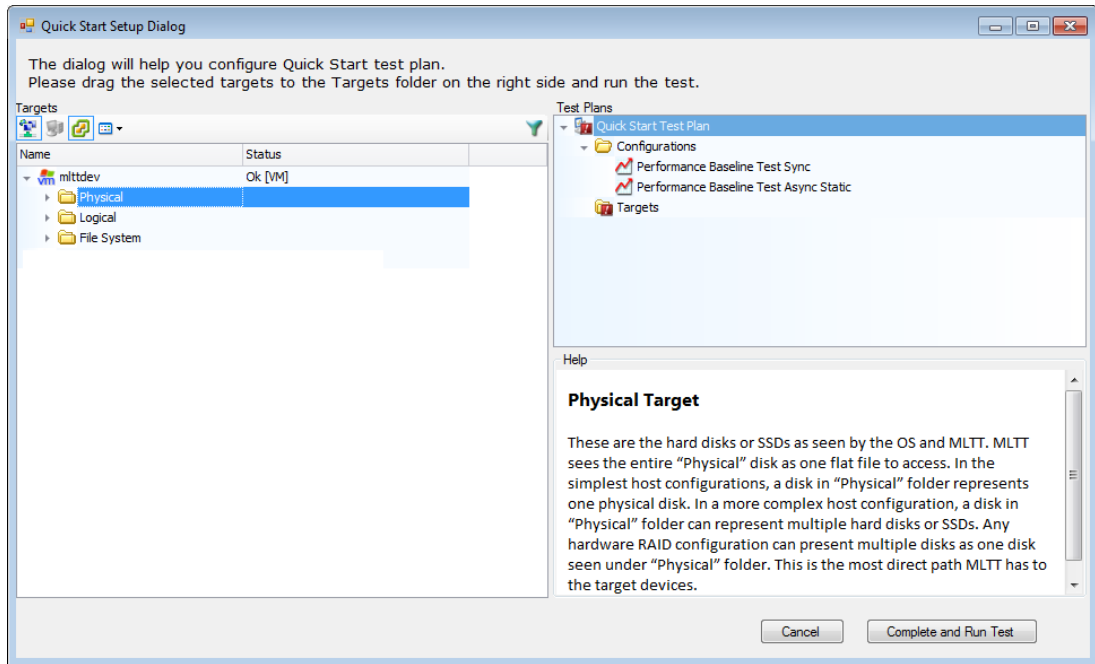 Quick Start Setup Dialog
The dialog will help you configure Quick Start test plan.
Please drag the selected targets to the Targets folder on the right side and run the test.
Targets
Name Status
mlttdev Ok [VM]
Physical
Logical
File System
Test Plans
Quick Start Test Plan
Configurations
Performance Baseline Test Sync
Performance Baseline Test Async Static
Targets
Help
Physical Target
These are the hard disks or SSDs as seen by the OS and MLTT. MLTT
sees the entire “Physical” disk as one flat file to access. In the
simplest host configurations, a disk in “Physical” folder represents
one physical disk. In a more complex host configuration, a disk in
“Physical” folder can represent multiple hard disks or SSDs. Any
hardware RAID configuration can present multiple disks as one disk
seen under “Physical” folder. This is the most direct path MLTT has to
the target devices.
Cancel Complete and Run Test